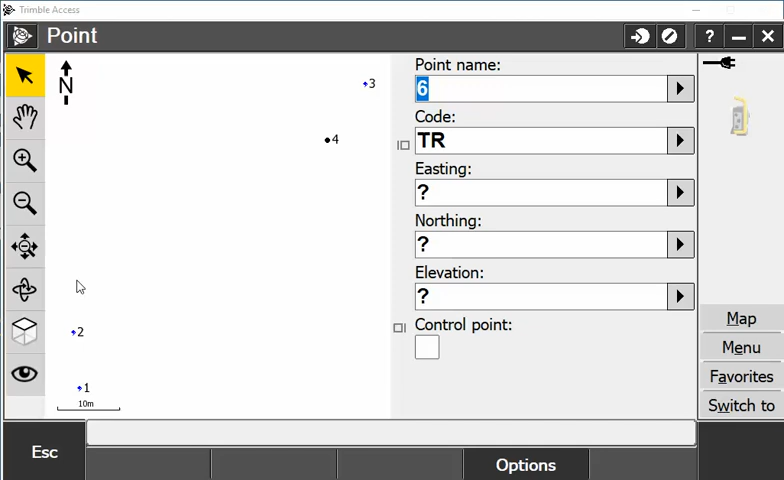 Trimble Access
Point
?
N
3
4
2
1
10m
Point name:
6
Code:
TR
Easting:
?
Northing:
?
Elevation:
?
Control point:
Map
Menu
Favorites
Switch to
Esc
Options